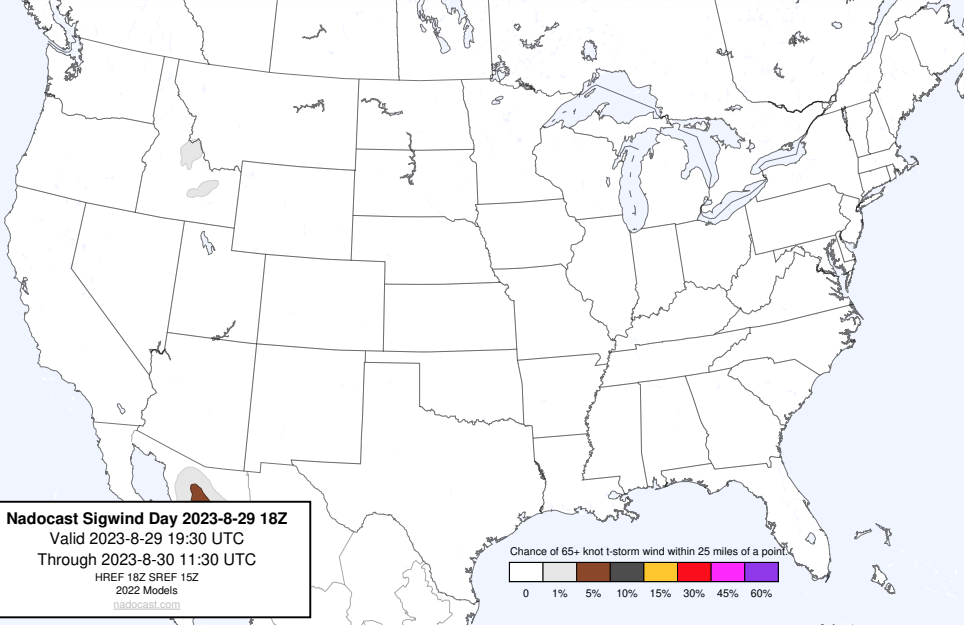 Nadocast Sigwind Day 2023-8-29 18Z
Valid 2023-8-29 19:30 UTC
Through 2023-8-30 11:30 UTC
HREF 18Z SREF 15Z
2022 Models
nadocast.com
Chance of 65+ knot t-storm wind within 25 miles of a point.
0 1% 5% 10% 15% 30% 45% 60%